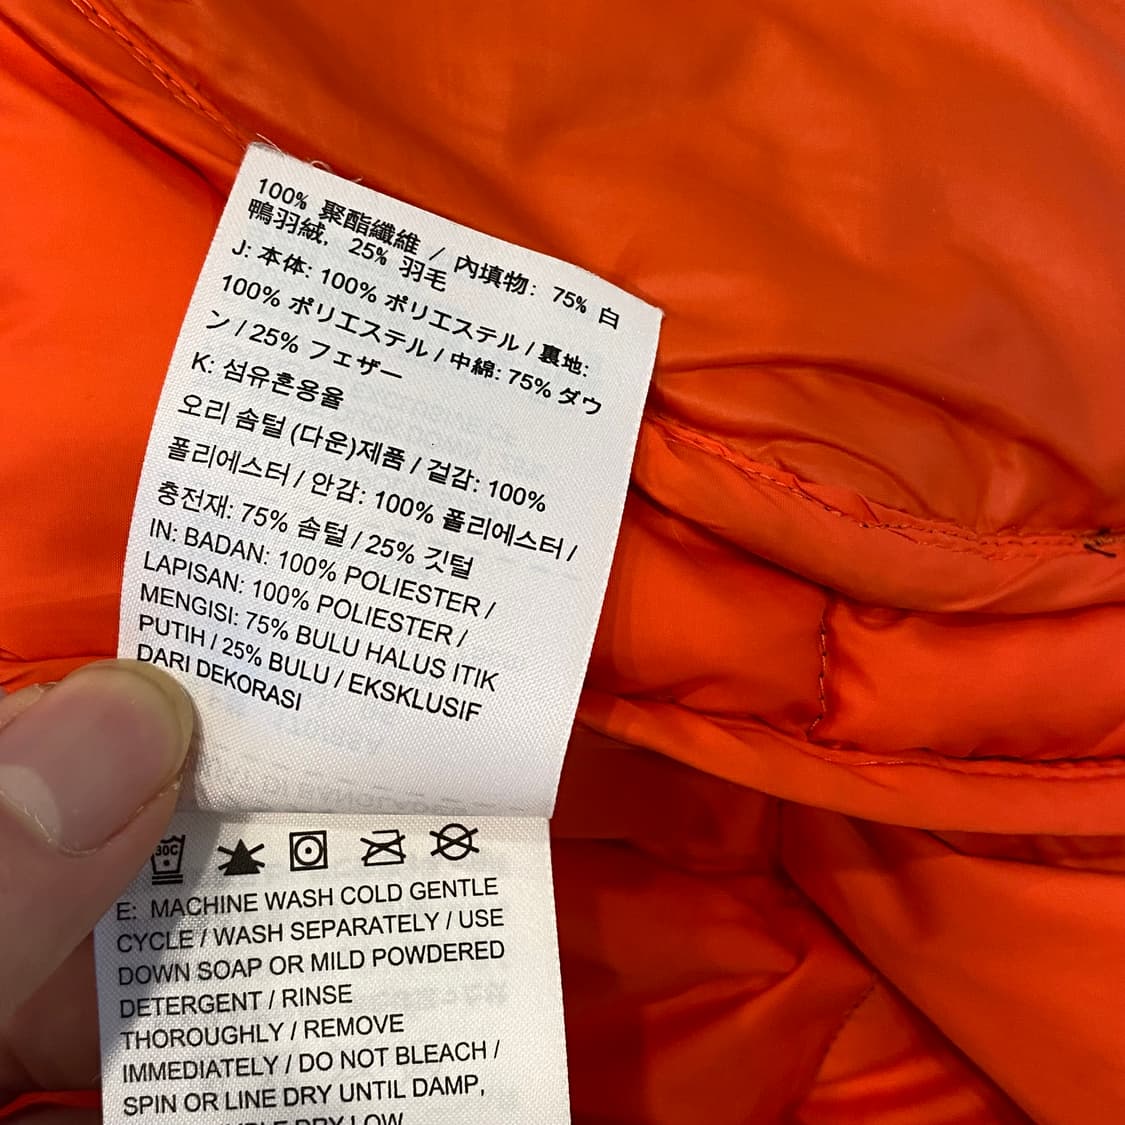 100% 聚酯纖維 / 內填物: 75% 白
鴨羽絨, 25% 羽毛
J: 本体: 100% ポリエステル / 裏地:
100% ポリエステル / 中綿: 75% ダウ
ン / 25% フェザー
K: 섬유혼용율
오리 솜털 (다운)제품 / 겉감: 100%
폴리에스터 / 안감: 100% 폴리에스터 /
충전재: 75% 솜털 / 25% 깃털
IN: BADAN: 100% POLIESTER /
LAPISAN: 100% POLIESTER /
MENGISI: 75% BULU HALUS ITIK
PUTIH / 25% BULU / EKSKLUSIF
DARI DEKORASI
30C
E: MACHINE WASH COLD GENTLE
CYCLE / WASH SEPARATELY / USE
DOWN SOAP OR MILD POWDERED
DETERGENT / RINSE
THOROUGHLY / REMOVE
IMMEDIATELY / DO NOT BLEACH /
SPIN OR LINE DRY UNTIL DAMP,
DRY LOW